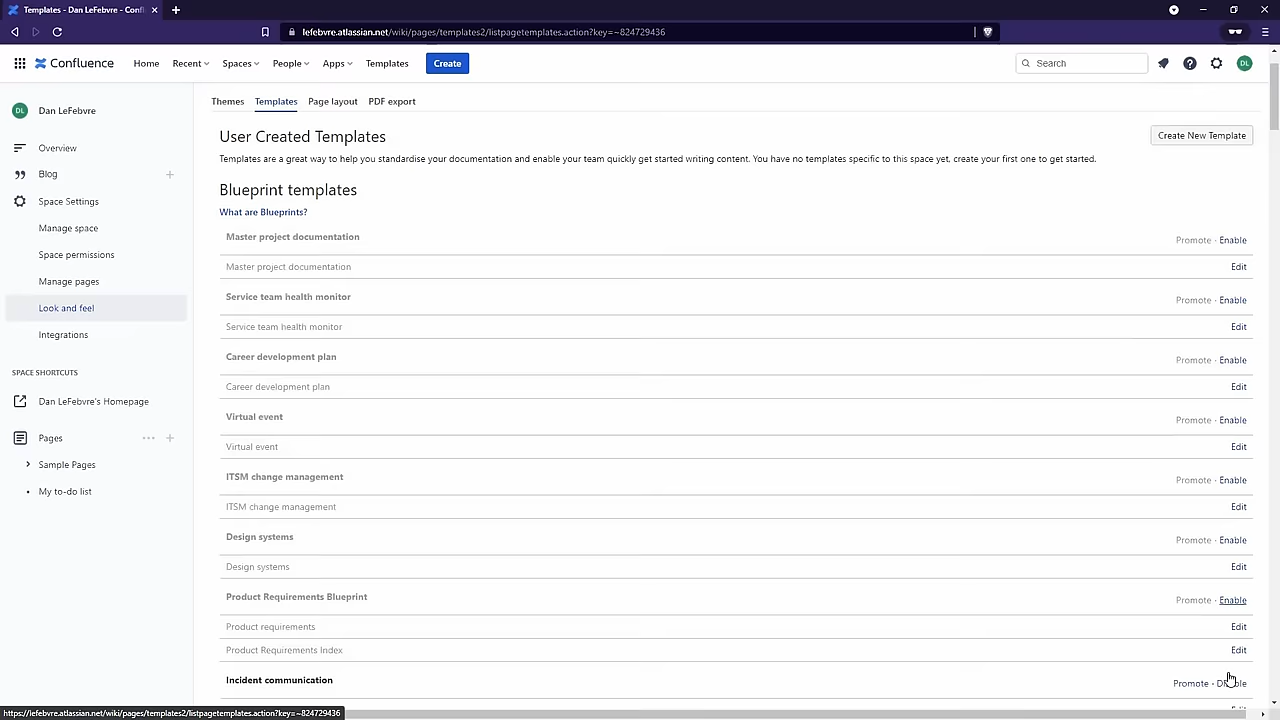 Templates - Dan LeFebvre - Confl
lefebvre.atlassian.net/wiki/pages/templates2/listpagetemplates.action?key=~824729436
Confluence Home Recent Spaces People Apps Templates Create Search DL
DL Dan LeFebvre
Overview
Blog
Space Settings
Manage space
Space permissions
Manage pages
Look and feel
Integrations
SPACE SHORTCUTS
Dan LeFebvre's Homepage
Pages
Sample Pages
My to-do list
Themes Templates Page layout PDF export
User Created Templates Create New Template
Templates are a great way to help you standardise your documentation and enable your team quickly get started writing content. You have no templates specific to this space yet, create your first one to get started.
Blueprint templates
What are Blueprints?
Master project documentation Promote · Enable
Master project documentation Edit
Service team health monitor Promote · Enable
Service team health monitor Edit
Career development plan Promote · Enable
Career development plan Edit
Virtual event Promote · Enable
Virtual event Edit
ITSM change management Promote · Enable
ITSM change management Edit
Design systems Promote · Enable
Design systems Edit
Product Requirements Blueprint Promote · Enable
Product requirements Edit
Product Requirements Index Edit
Incident communication Promote ·
https://lefebvre.atlassian.net/wiki/pages/templates2/listpagetemplates.action?key=~824729436